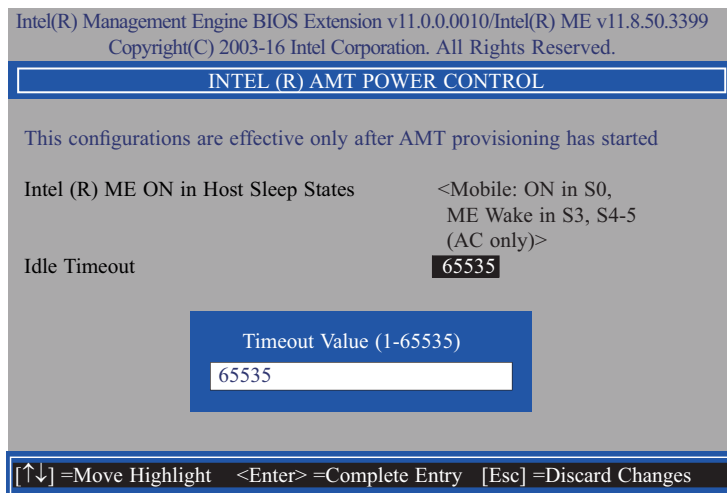 Intel(R) Management Engine BIOS Extension v11.0.0.0010/Intel(R) ME v11.8.50.3399
Copyright(C) 2003-16 Intel Corporation. All Rights Reserved.
INTEL (R) AMT POWER CONTROL
This configurations are effective only after AMT provisioning has started
Intel (R) ME ON in Host Sleep States <Mobile: ON in S0,
ME Wake in S3, S4-5
(AC only)>
Idle Timeout 65535
Timeout Value (1-65535)
65535
[↑↓] =Move Highlight <Enter> =Complete Entry [Esc] =Discard Changes